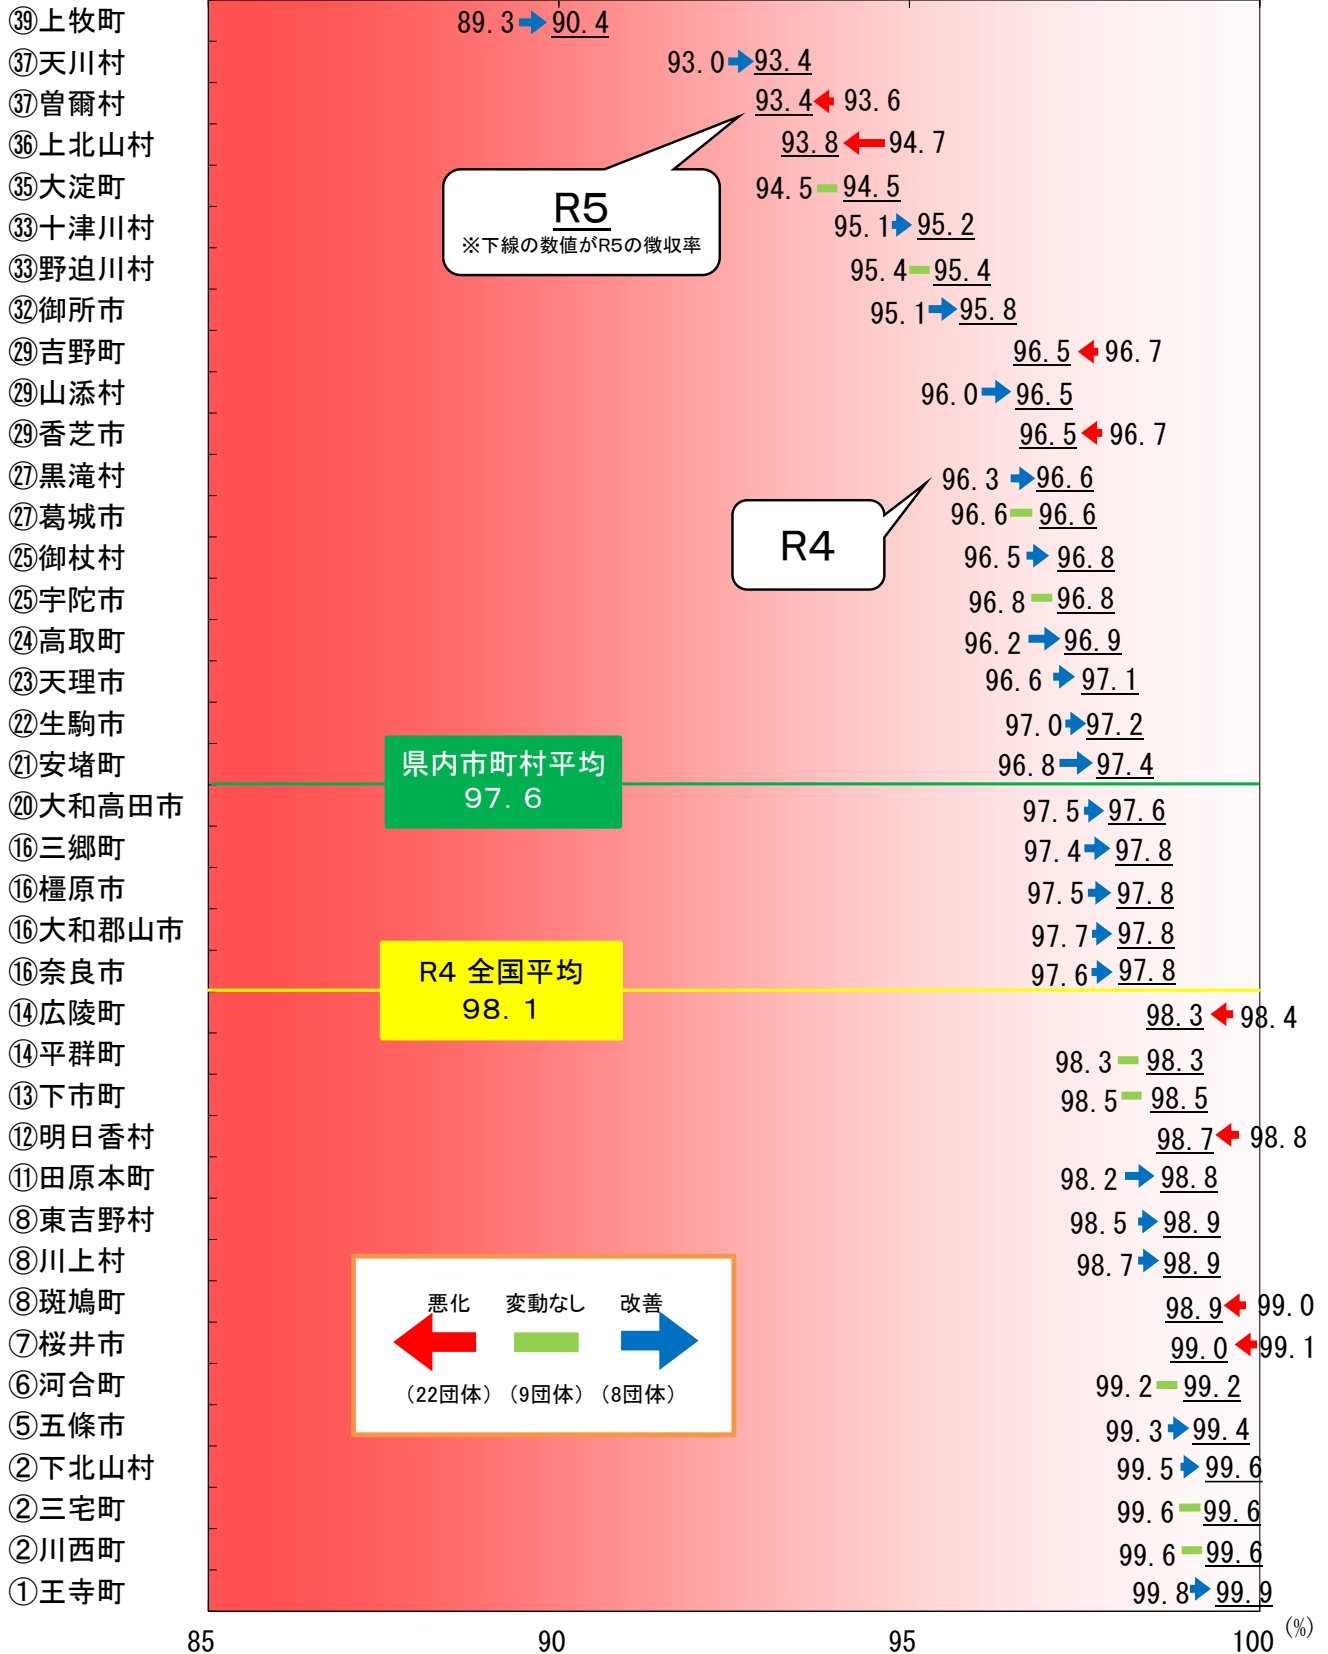 ㊴上牧町 89.3 90.4
㊲天川村 93.0 93.4
㊲曽爾村 93.4 93.6
㊱上北山村 93.8 94.7
㉟大淀町 94.5 94.5
R5
※下線の数値がR5の徴収率
㉝十津川村 95.1 95.2
㉝野迫川村 95.4 95.4
㉜御所市 95.1 95.8
㉙吉野町 96.5 96.7
㉙山添村 96.0 96.5
㉙香芝市 96.5 96.7
㉗黒滝村 96.3 96.6
㉗葛城市 96.6 96.6
R4
㉕御杖村 96.5 96.8
㉕宇陀市 96.8 96.8
㉔高取町 96.2 96.9
㉓天理市 96.6 97.1
㉒生駒市 97.0 97.2
㉑安堵町 96.8 97.4
県内市町村平均
97.6
⑳大和高田市 97.5 97.6
⑯三郷町 97.4 97.8
⑯橿原市 97.5 97.8
⑯大和郡山市 97.7 97.8
⑯奈良市 97.6 97.8
R4 全国平均
98.1
⑭広陵町 98.3 98.4
⑭平群町 98.3 98.3
⑬下市町 98.5 98.5
⑫明日香村 98.7 98.8
⑪田原本町 98.2 98.8
⑧東吉野村 98.5 98.9
⑧川上村 98.7 98.9
⑧斑鳩町 98.9 99.0
⑦桜井市 99.0 99.1
⑥河合町 99.2 99.2
⑤五條市 99.3 99.4
②下北山村 99.5 99.6
②三宅町 99.6 99.6
②川西町 99.6 99.6
①王寺町 99.8 99.9
悪化 変動なし 改善
(22団体) (9団体) (8団体)
85 90 95 100 (%)